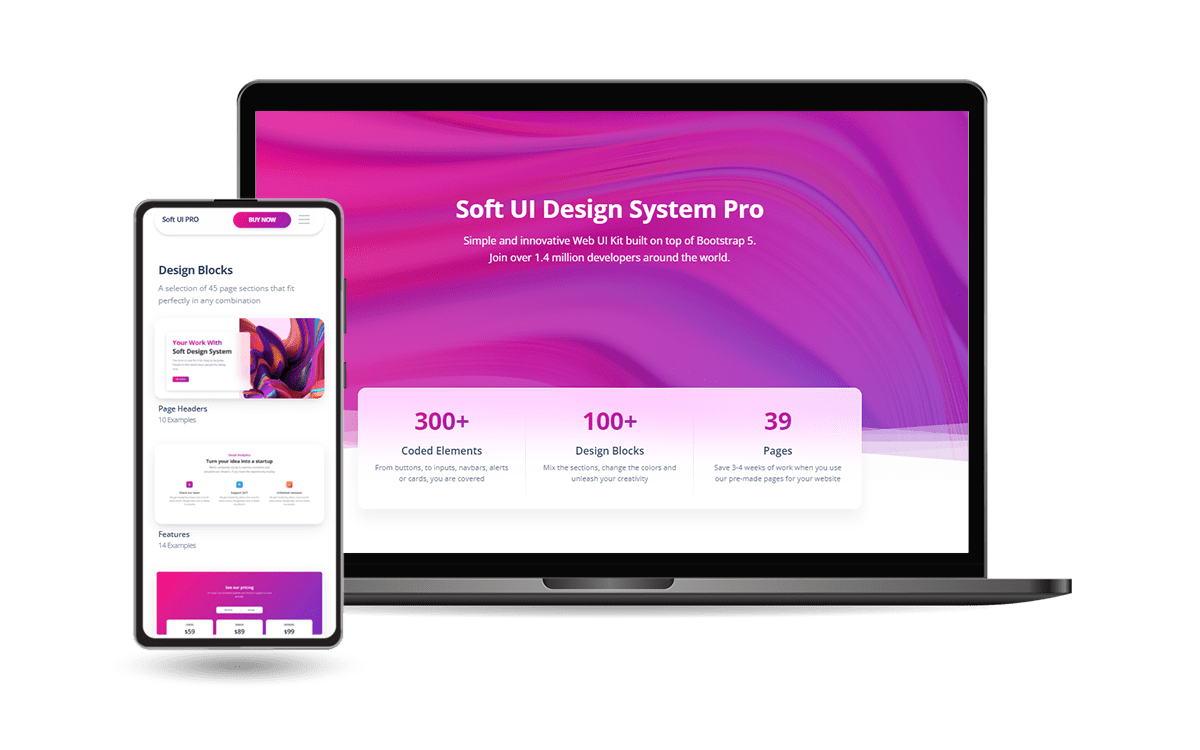 Soft UI Design System Pro
Simple and innovative Web UI Kit built on top of Bootstrap 5.
Join over 1.4 million developers around the world.
300+
Coded Elements
From buttons, to inputs, navbars, alerts
or cards, you are covered
100+
Design Blocks
Mix the sections, change the colors and
unleash your creativity
39
Pages
Save 3-4 weeks of work when you use
our pre-made pages for your website
Soft UI PRO
BUY NOW
Design Blocks
A selection of 45 page sections that fit
perfectly in any combination
Your Work With
Soft Design System
Page Headers
10 Examples
Turn your idea into a startup
Features
14 Examples
See our pricing
$59
$89
$99